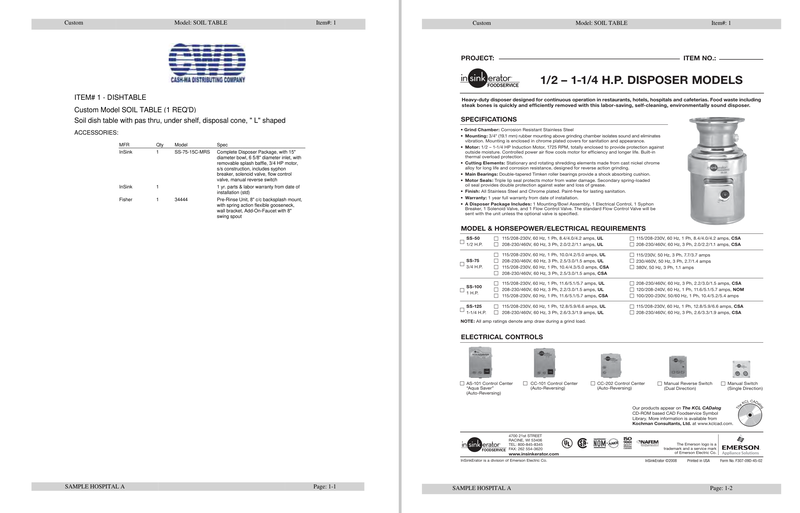 Custom Model: SOIL TABLE Item#: 1
CWD
CASH-WA DISTRIBUTING COMPANY
ITEM# 1 - DISHTABLE
Custom Model SOIL TABLE (1 REQ'D)
Soil dish table with pas thru, under shelf, disposal cone, " L" shaped
ACCESSORIES:
MFR Qty Model Spec
InSink 1 SS-75-15C-MRS Complete Disposer Package, with 15"
diameter bowl, 6 5/8" diameter inlet, with
removable splash baffle, 3/4 HP motor,
s/s construction, includes syphon
breaker, solenoid valve, flow control
valve, manual reverse switch
InSink 1 1 yr. parts & labor warranty from date of
installation (std)
Fisher 1 34444 Pre-Rinse Unit, 8" c/c backsplash mount,
with spring action flexible gooseneck,
wall bracket, Add-On-Faucet with 8"
swing spout
SAMPLE HOSPITAL A Page: 1-1
Custom Model: SOIL TABLE Item#: 1
PROJECT: ITEM NO.:
insinkerator
FOODSERVICE
1/2 – 1-1/4 H.P. DISPOSER MODELS
Heavy-duty disposer designed for continuous operation in restaurants, hotels, hospitals and cafeterias. Food waste including
steak bones is quickly and efficiently removed with this labor-saving, self-cleaning, environmentally sound disposer.
SPECIFICATIONS
• Grind Chamber: Corrosion Resistant Stainless Steel
• Mounting: 3/4" (19.1 mm) rubber mounting above grinding chamber isolates sound and eliminates
vibration. Mounting is enclosed in chrome plated covers for sanitation and appearance.
• Motor: 1/2 – 1-1/4 HP Induction Motor, 1725 RPM, totally enclosed to provide protection against
outside moisture. Controlled power air flow cools motor for efficiency and longer life. Built-in
thermal overload protection.
• Cutting Elements: Stationary and rotating shredding elements made from cast nickel chrome
alloy for long life and corrosion resistance, designed for reverse action grinding.
• Main Bearings: Double-tapered Timken roller bearings provide a shock absorbing cushion.
• Motor Seals: Triple lip seal protects motor from water damage. Secondary spring-loaded
oil seal provides double protection against water and loss of grease.
• Finish: All Stainless Steel and Chrome plated. Paint-free for lasting sanitation.
• Warranty: 1 year full warranty from date of installation.
• A Disposer Package Includes: 1 Mounting/Bowl Assembly, 1 Electrical Control, 1 Syphon
Breaker, 1 Solenoid Valve, and 1 Flow Control Valve. The standard Flow Control Valve will be
sent with the unit unless the optional valve is specified.
MODEL & HORSEPOWER/ELECTRICAL REQUIREMENTS
SS-50 115/208-230V, 60 Hz, 1 Ph, 8.4/4.0/4.2 amps, UL 115/208-230V, 60 Hz, 1 Ph, 8.4/4.0/4.2 amps, CSA
1/2 H.P. 208-230/460V, 60 Hz, 3 Ph, 2.0/2.2/1.1 amps, UL 208-230/460V, 60 Hz, 3 Ph, 2.0/2.2/1.1 amps, CSA
SS-75 115/208-230V, 60 Hz, 1 Ph, 10.0/4.2/5.0 amps, UL 115/230V, 50 Hz, 3 Ph, 7.7/3.7 amps
3/4 H.P. 208-230/460V, 60 Hz, 3 Ph, 2.5/3.0/1.5 amps, UL 230/460V, 50 Hz, 3 Ph, 2.7/1.4 amps
115/208-230V, 60 Hz, 1 Ph, 10.4/4.5/5.0 amps, CSA 380V, 50 Hz, 3 Ph, 1.1 amps
208-230/460V, 60 Hz, 3 Ph, 2.5/3.0/1.5 amps, CSA
SS-100 115/208-230V, 60 Hz, 1 Ph, 11.6/5.1/5.7 amps, UL 208-230/460V, 60 Hz, 3 Ph, 2.2/3.0/1.5 amps, CSA
1 H.P. 208-230/460V, 60 Hz, 3 Ph, 2.2/3.0/1.5 amps, UL 120/208-240V, 60 Hz, 1 Ph, 11.6/5.1/5.7 amps, NOM
115/208-230V, 60 Hz, 1 Ph, 11.6/5.1/5.7 amps, CSA 100/200-220V, 50/60 Hz, 1 Ph, 10.4/5.2/5.4 amps
SS-125 115/208-230V, 60 Hz, 1 Ph, 12.8/5.9/6.6 amps, UL 115/208-230V, 60 Hz, 1 Ph, 12.8/5.9/6.6 amps, CSA
1-1/4 H.P. 208-230/460V, 60 Hz, 3 Ph, 2.6/3.3/1.9 amps, UL 208-230/460V, 60 Hz, 3 Ph, 2.6/3.3/1.9 amps, CSA
NOTE: All amp ratings denote amp draw during a grind load.
ELECTRICAL CONTROLS
AS-101 Control Center CC-101 Control Center CC-202 Control Center Manual Reverse Switch Manual Switch
"Aqua Saver" (Auto-Reversing) (Auto-Reversing) (Dual Direction) (Single Direction)
(Auto-Reversing)
Our products appear on The KCL CADalog
CD-ROM based CAD Foodservice Symbol
Library. More information is available from
Kochman Consultants, Ltd. at www.kclcad.com.
insinkerator
FOODSERVICE
4700 21st STREET
RACINE, WI 53406
TEL: 800-845-8345
FAX: 262 554-3620
www.insinkerator.com
NOM
ISO
NAFEM
The Emerson logo is a
trademark and a service mark
of Emerson Electric Co.
EMERSON
Appliance Solutions
InSinkErator is a division of Emerson Electric Co. InSinkErator ©2008 Printed in USA Form No. F507-08G-45-02
SAMPLE HOSPITAL A Page: 1-2